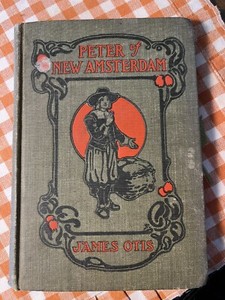 PETER of
NEW AMSTERDAM
JAMES OTIS